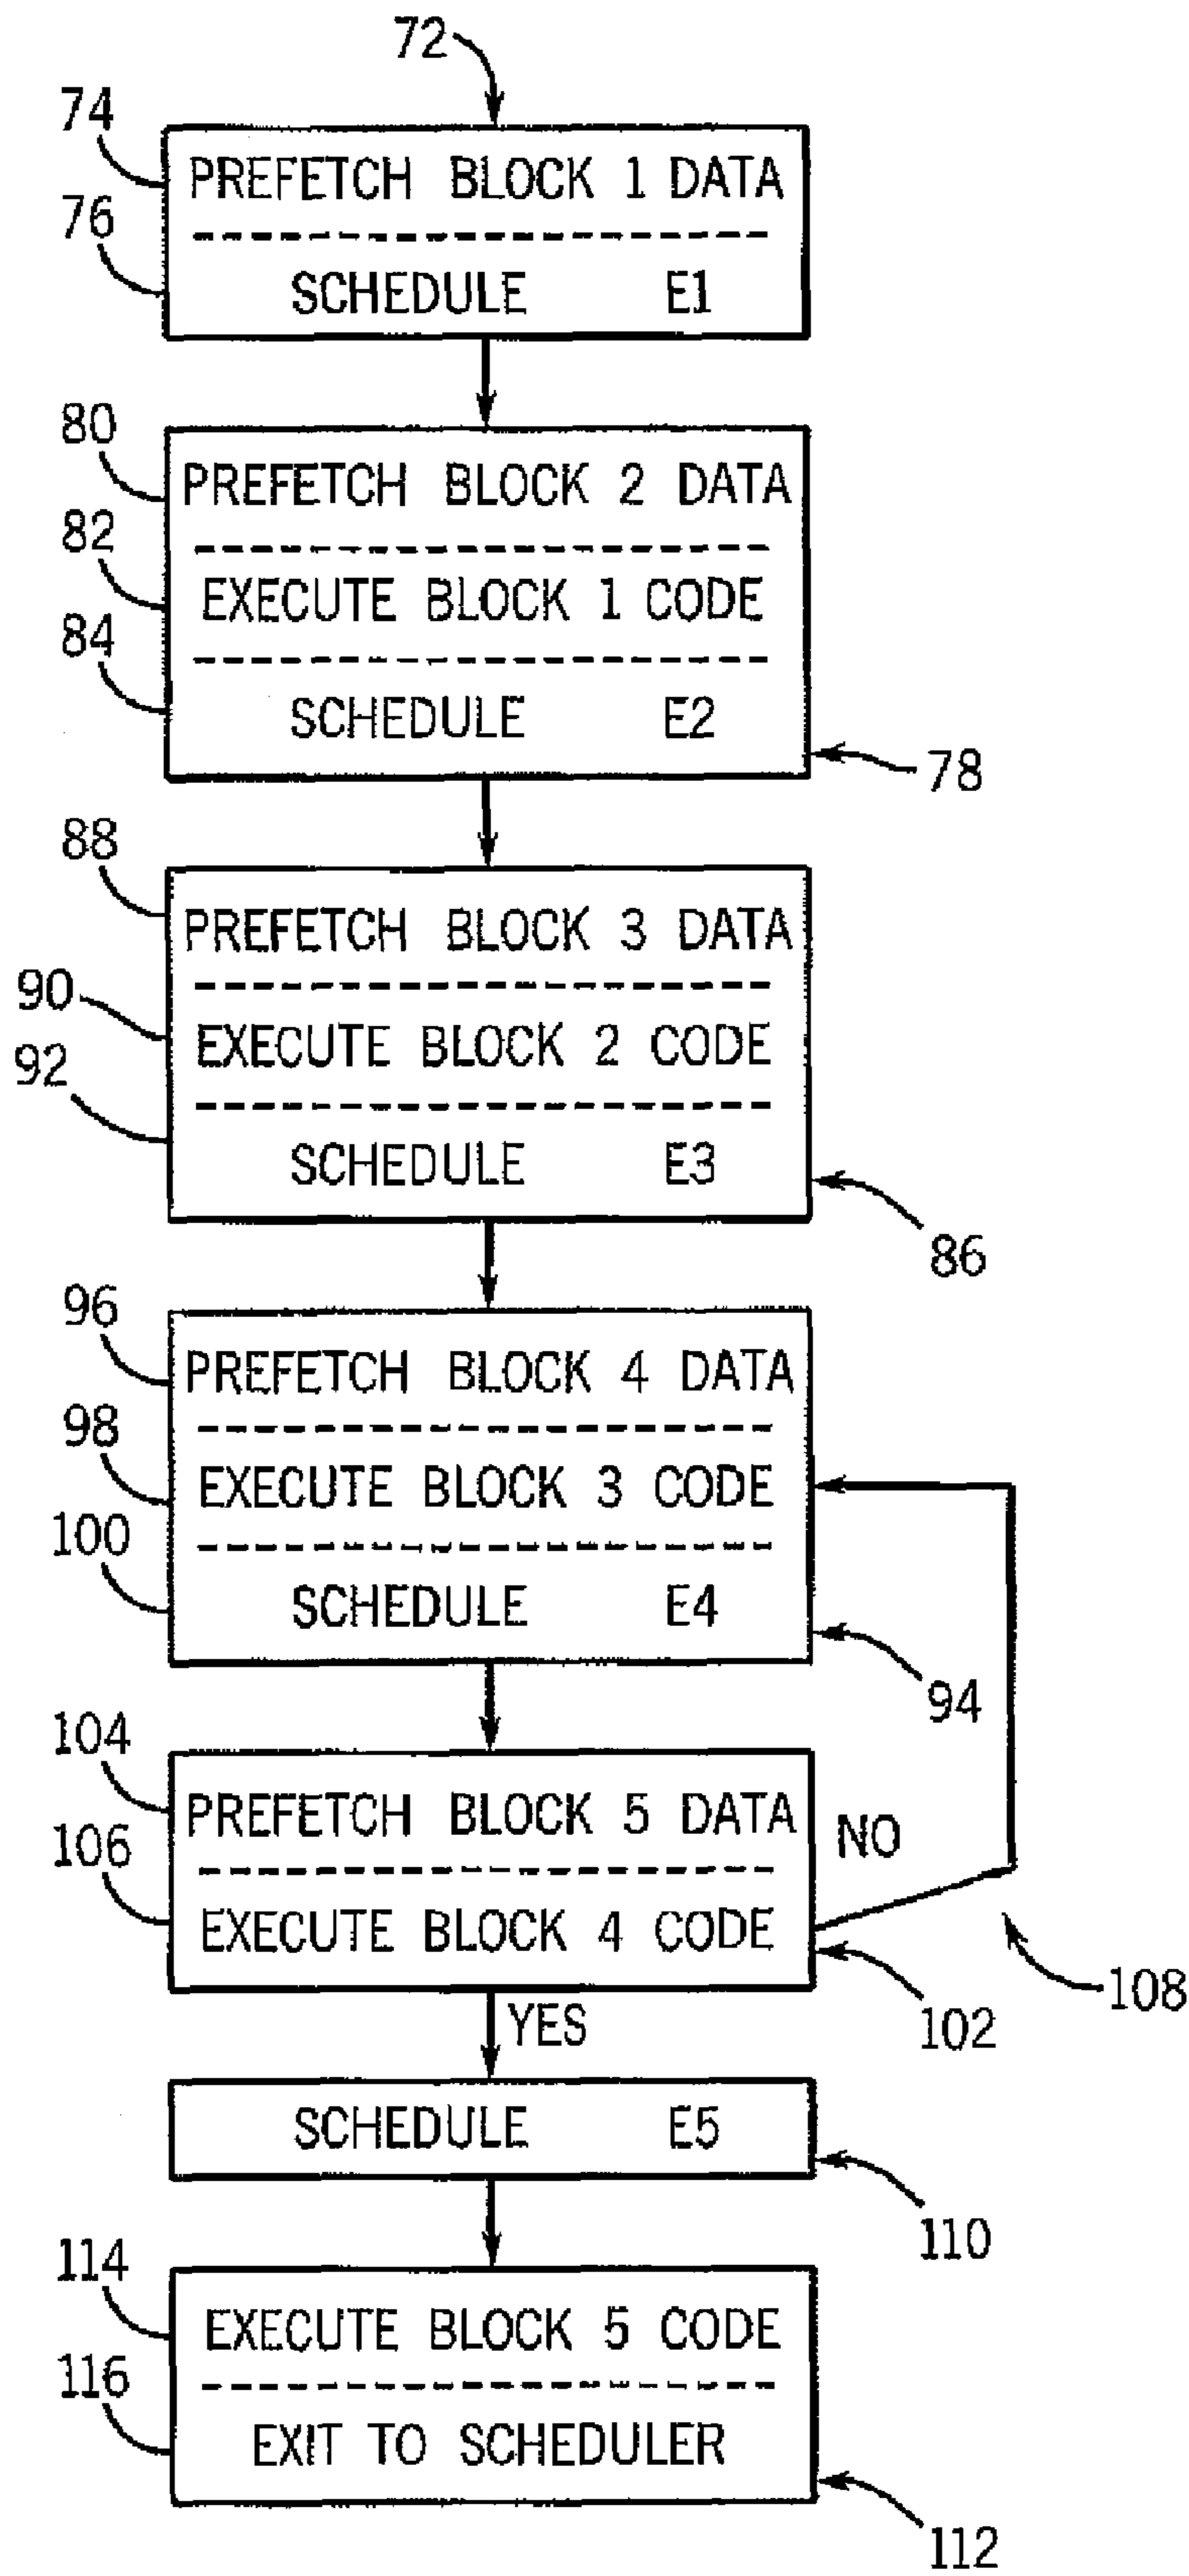 72
74
PREFETCH BLOCK 1 DATA
76
SCHEDULE E1
80
PREFETCH BLOCK 2 DATA
82
EXECUTE BLOCK 1 CODE
84
SCHEDULE E2
78
88
PREFETCH BLOCK 3 DATA
90
EXECUTE BLOCK 2 CODE
92
SCHEDULE E3
86
96
PREFETCH BLOCK 4 DATA
98
EXECUTE BLOCK 3 CODE
100
SCHEDULE E4
94
104
PREFETCH BLOCK 5 DATA
NO
106
EXECUTE BLOCK 4 CODE
108
102
YES
SCHEDULE E5
110
114
EXECUTE BLOCK 5 CODE
116
EXIT TO SCHEDULER
112